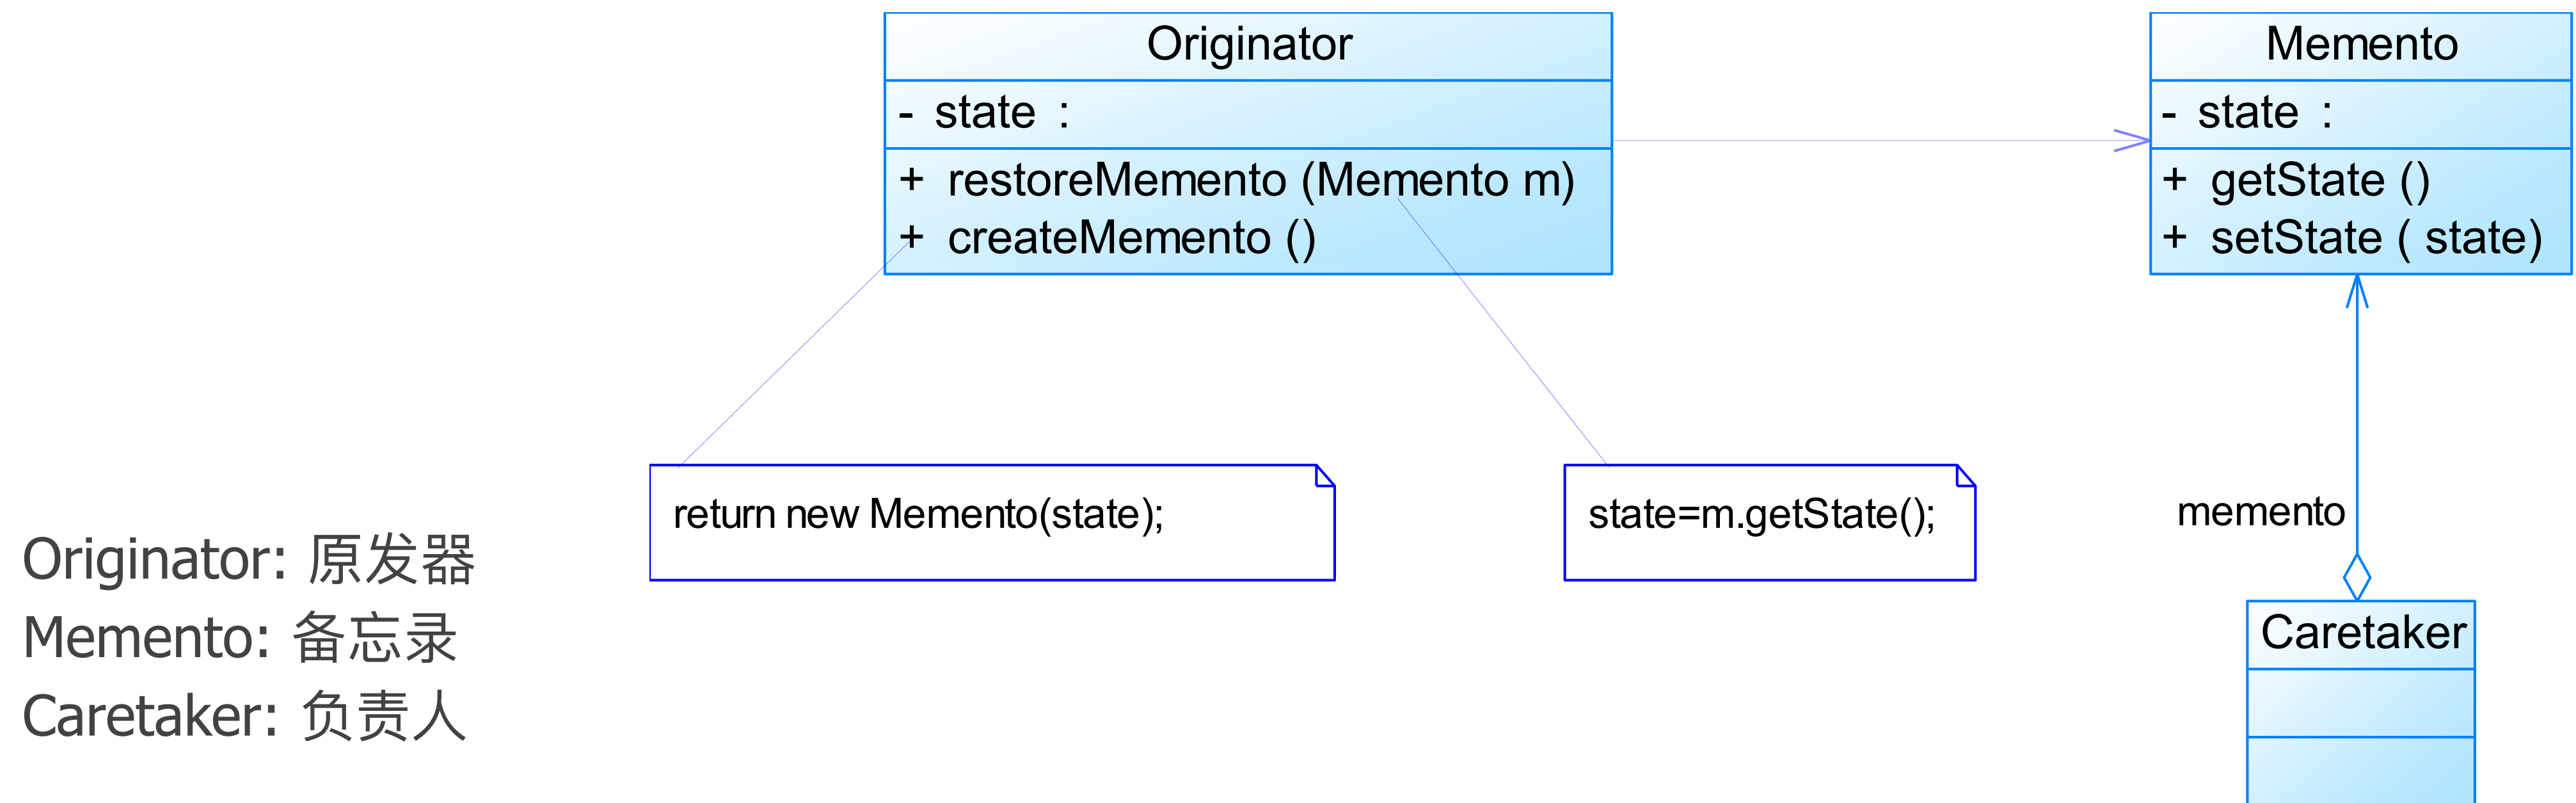 Originator
- state :
+ restoreMemento (Memento m)
+ createMemento ()
Memento
- state :
+ getState ()
+ setState ( state)
return new Memento(state);
state=m.getState();
memento
Caretaker
Originator: 原发器
Memento: 备忘录
Caretaker: 负责人